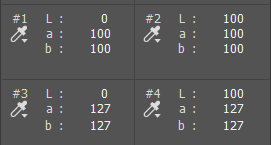 #1 L : 0
a : 100
b : 100
#2 L : 100
a : 100
b : 100
#3 L : 0
a : 127
b : 127
#4 L : 100
a : 127
b : 127